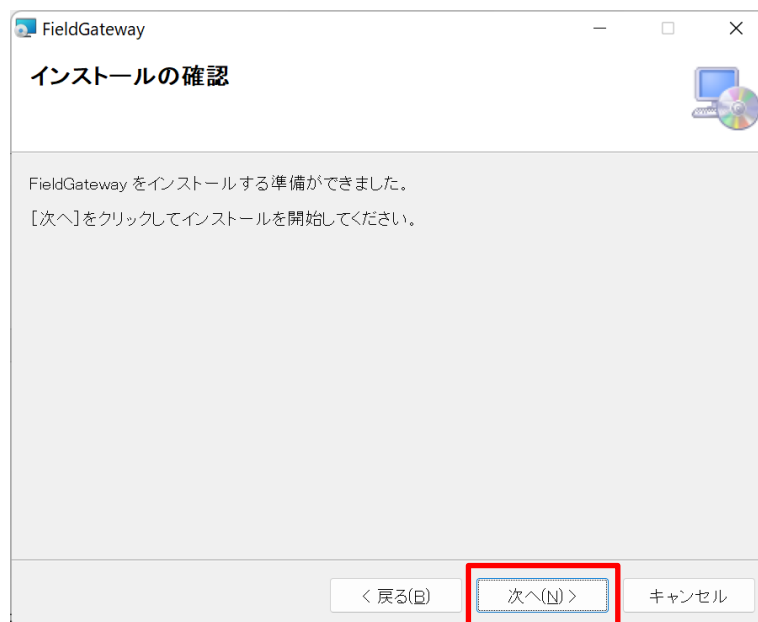 FieldGateway
インストールの確認
FieldGateway をインストールする準備ができました。
[次へ]をクリックしてインストールを開始してください。
< 戻る(B)
次へ(N) >
キャンセル